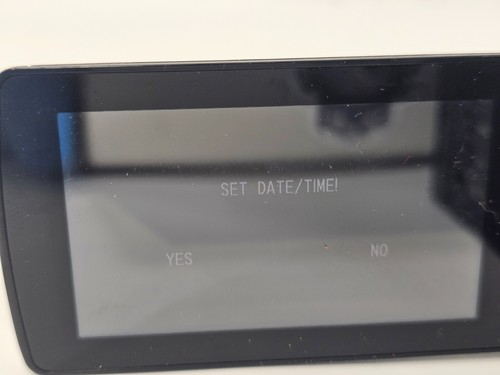 SET DATE/TIME!
YES NO